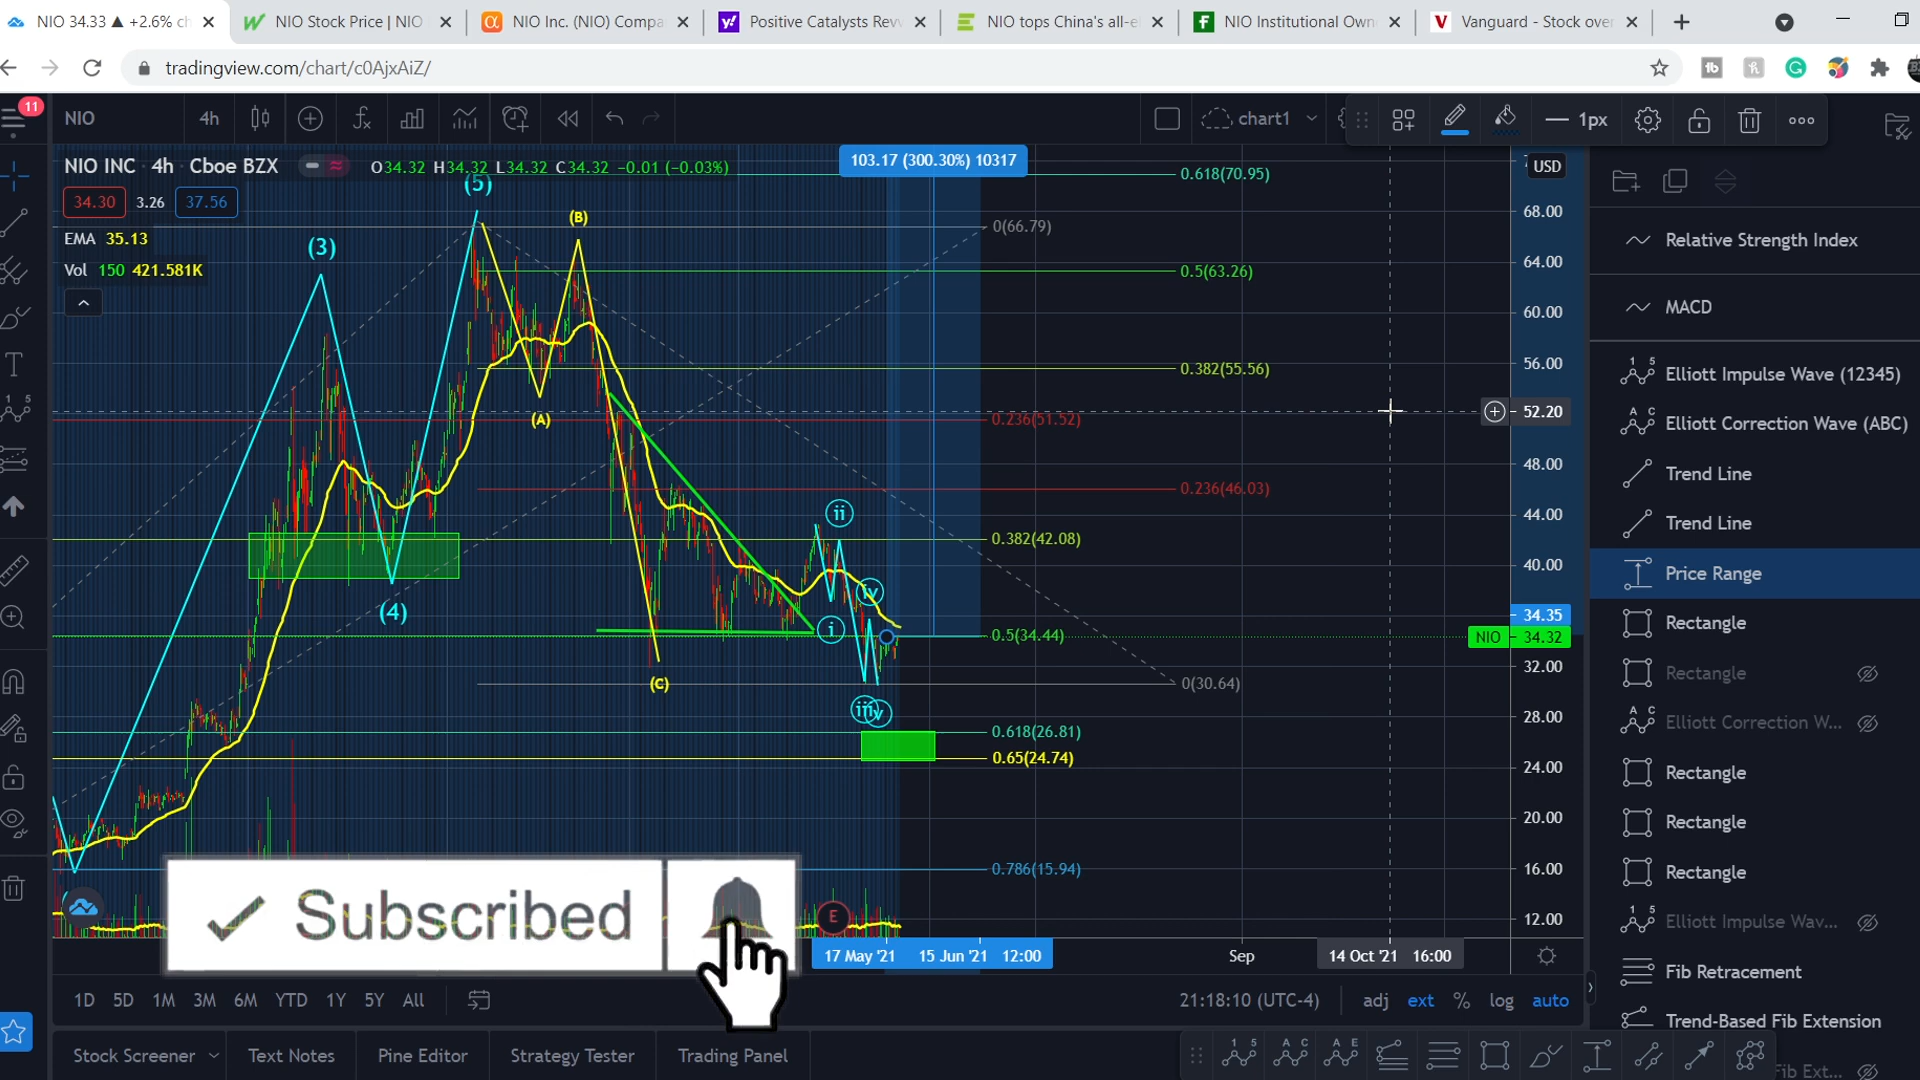 NIO 34.33 ▲ +2.6% ch
NIO Stock Price | NIO
NIO Inc. (NIO) Compa
Positive Catalysts Revv
NIO tops China's all-el
NIO Institutional Own
Vanguard - Stock over
tradingview.com/chart/c0AjxAiZ/
11
NIO
4h
chart1
1px
NIO INC · 4h · Cboe BZX
O34.32 H34.32 L34.32 C34.32 −0.01 (−0.03%)
34.30
3.26
37.56
EMA 35.13
Vol 150 421.581K
103.17 (300.30%) 10317
0.618(70.95)
0(66.79)
0.5(63.26)
0.382(55.56)
0.236(51.52)
0.236(46.03)
0.382(42.08)
0.5(34.44)
0(30.64)
0.618(26.81)
0.65(24.74)
0.786(15.94)
(3)
(5)
(4)
(B)
(A)
(C)
ii
iv
i
iii
v
USD
68.00
64.00
60.00
56.00
52.20
48.00
44.00
40.00
34.35
NIO 34.32
32.00
28.00
24.00
20.00
16.00
12.00
Subscribed
E
17 May '21
15 Jun '21 12:00
Sep
14 Oct '21 16:00
1D 5D 1M 3M 6M YTD 1Y 5Y All
21:18:10 (UTC-4)
adj ext % log auto
Stock Screener
Text Notes
Pine Editor
Strategy Tester
Trading Panel
Relative Strength Index
MACD
Elliott Impulse Wave (12345)
Elliott Correction Wave (ABC)
Trend Line
Trend Line
Price Range
Rectangle
Rectangle
Elliott Correction W...
Rectangle
Rectangle
Rectangle
Elliott Impulse Wav...
Fib Retracement
Trend-Based Fib Extension